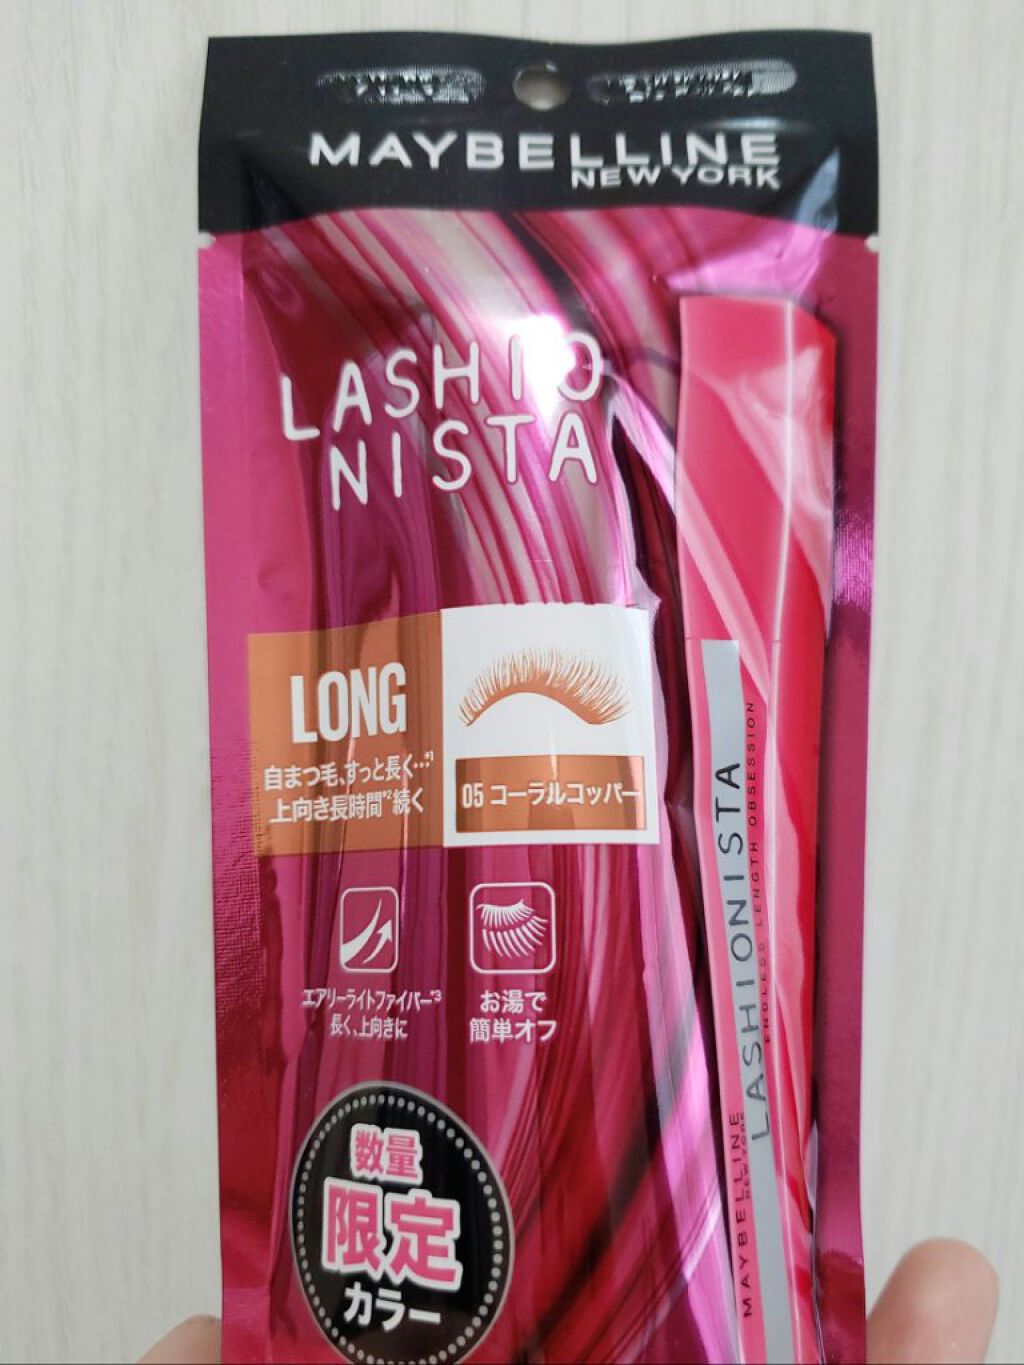 MAYBELLINE
NEW YORK
LASHIO
NISTA
LONG
自まつ毛、すっと長く…*1
上向き長時間*2続く
05 コーラルコッパー
エアリーライトファイバー*3
長く、上向きに
お湯で
簡単オフ
数量
限定
カラー
LASHIONISTA
ENDLESS LENGTH OBSESSION
MAYBELLINE
NEW YORK